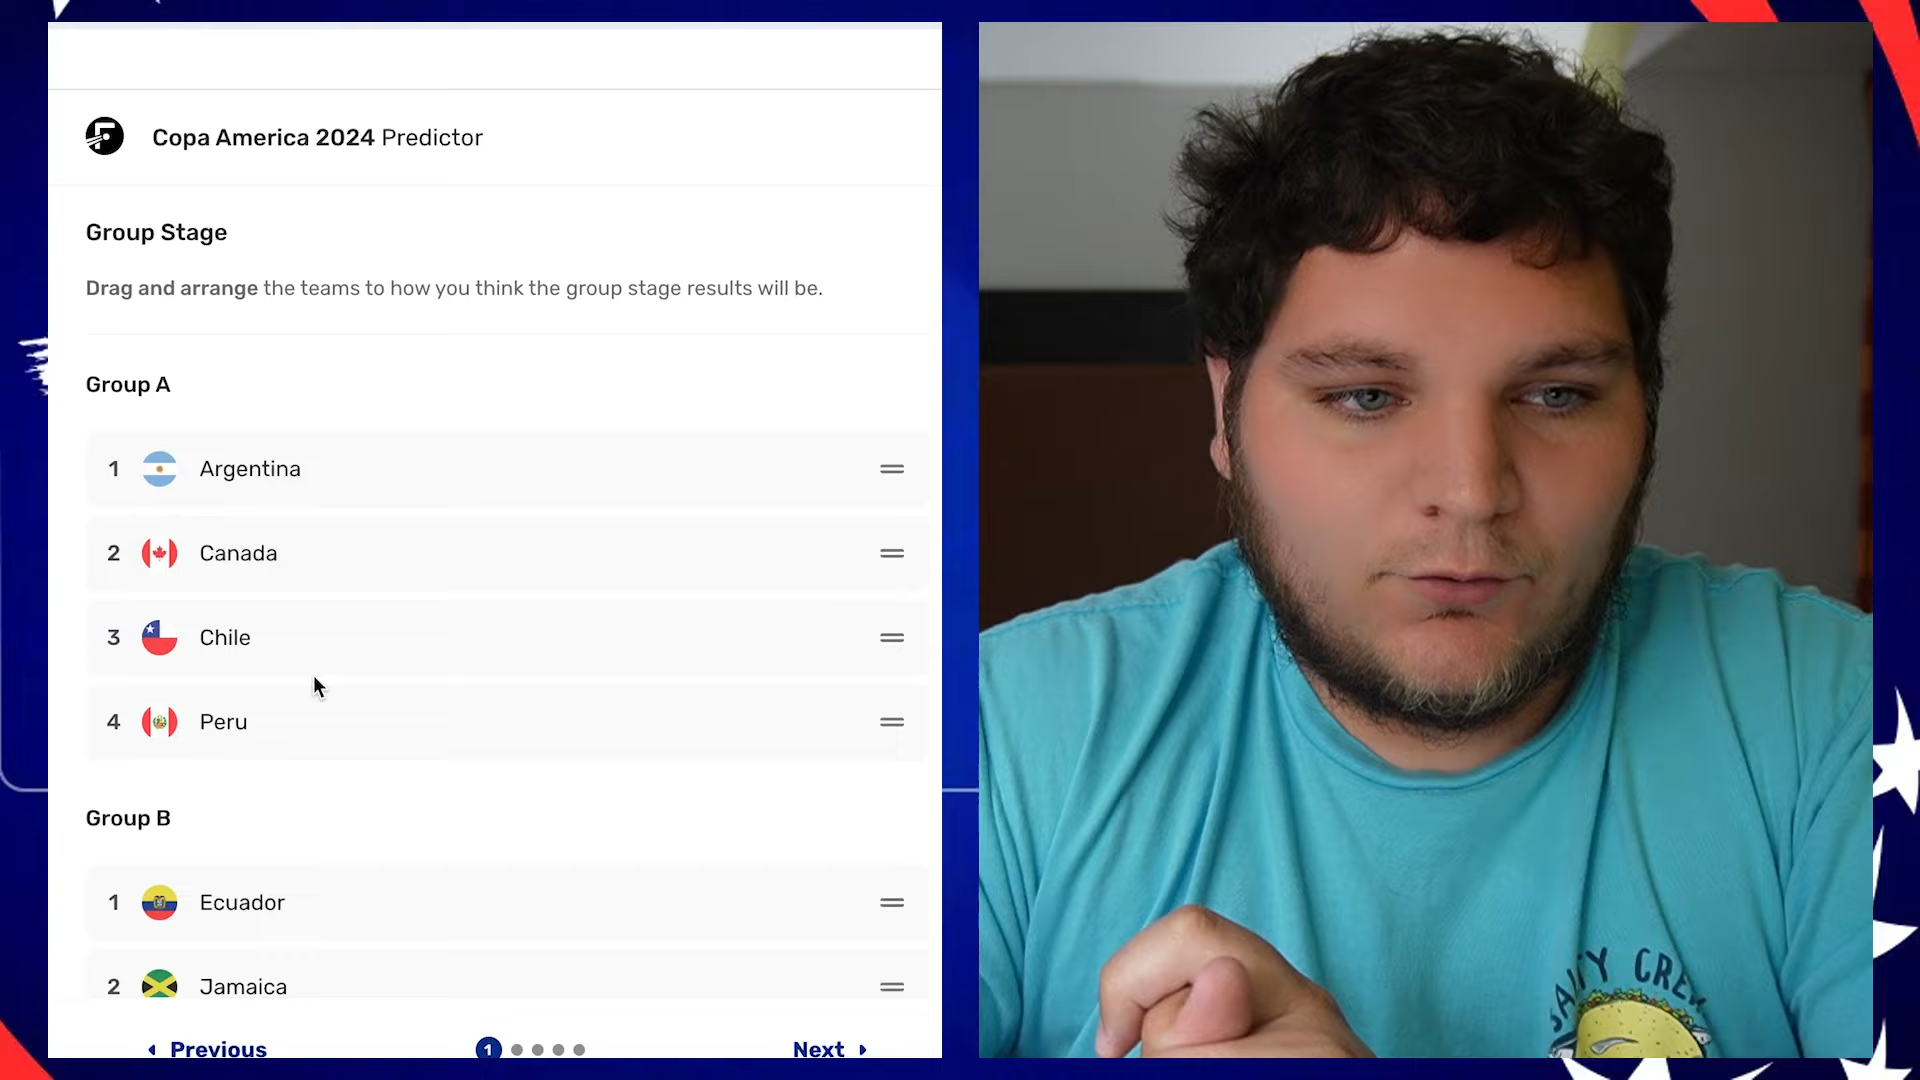 Copa America 2024 Predictor
Group Stage
Drag and arrange the teams to how you think the group stage results will be.
Group A
1 Argentina
2 Canada
3 Chile
4 Peru
Group B
1 Ecuador
2 Jamaica
Previous 1 Next